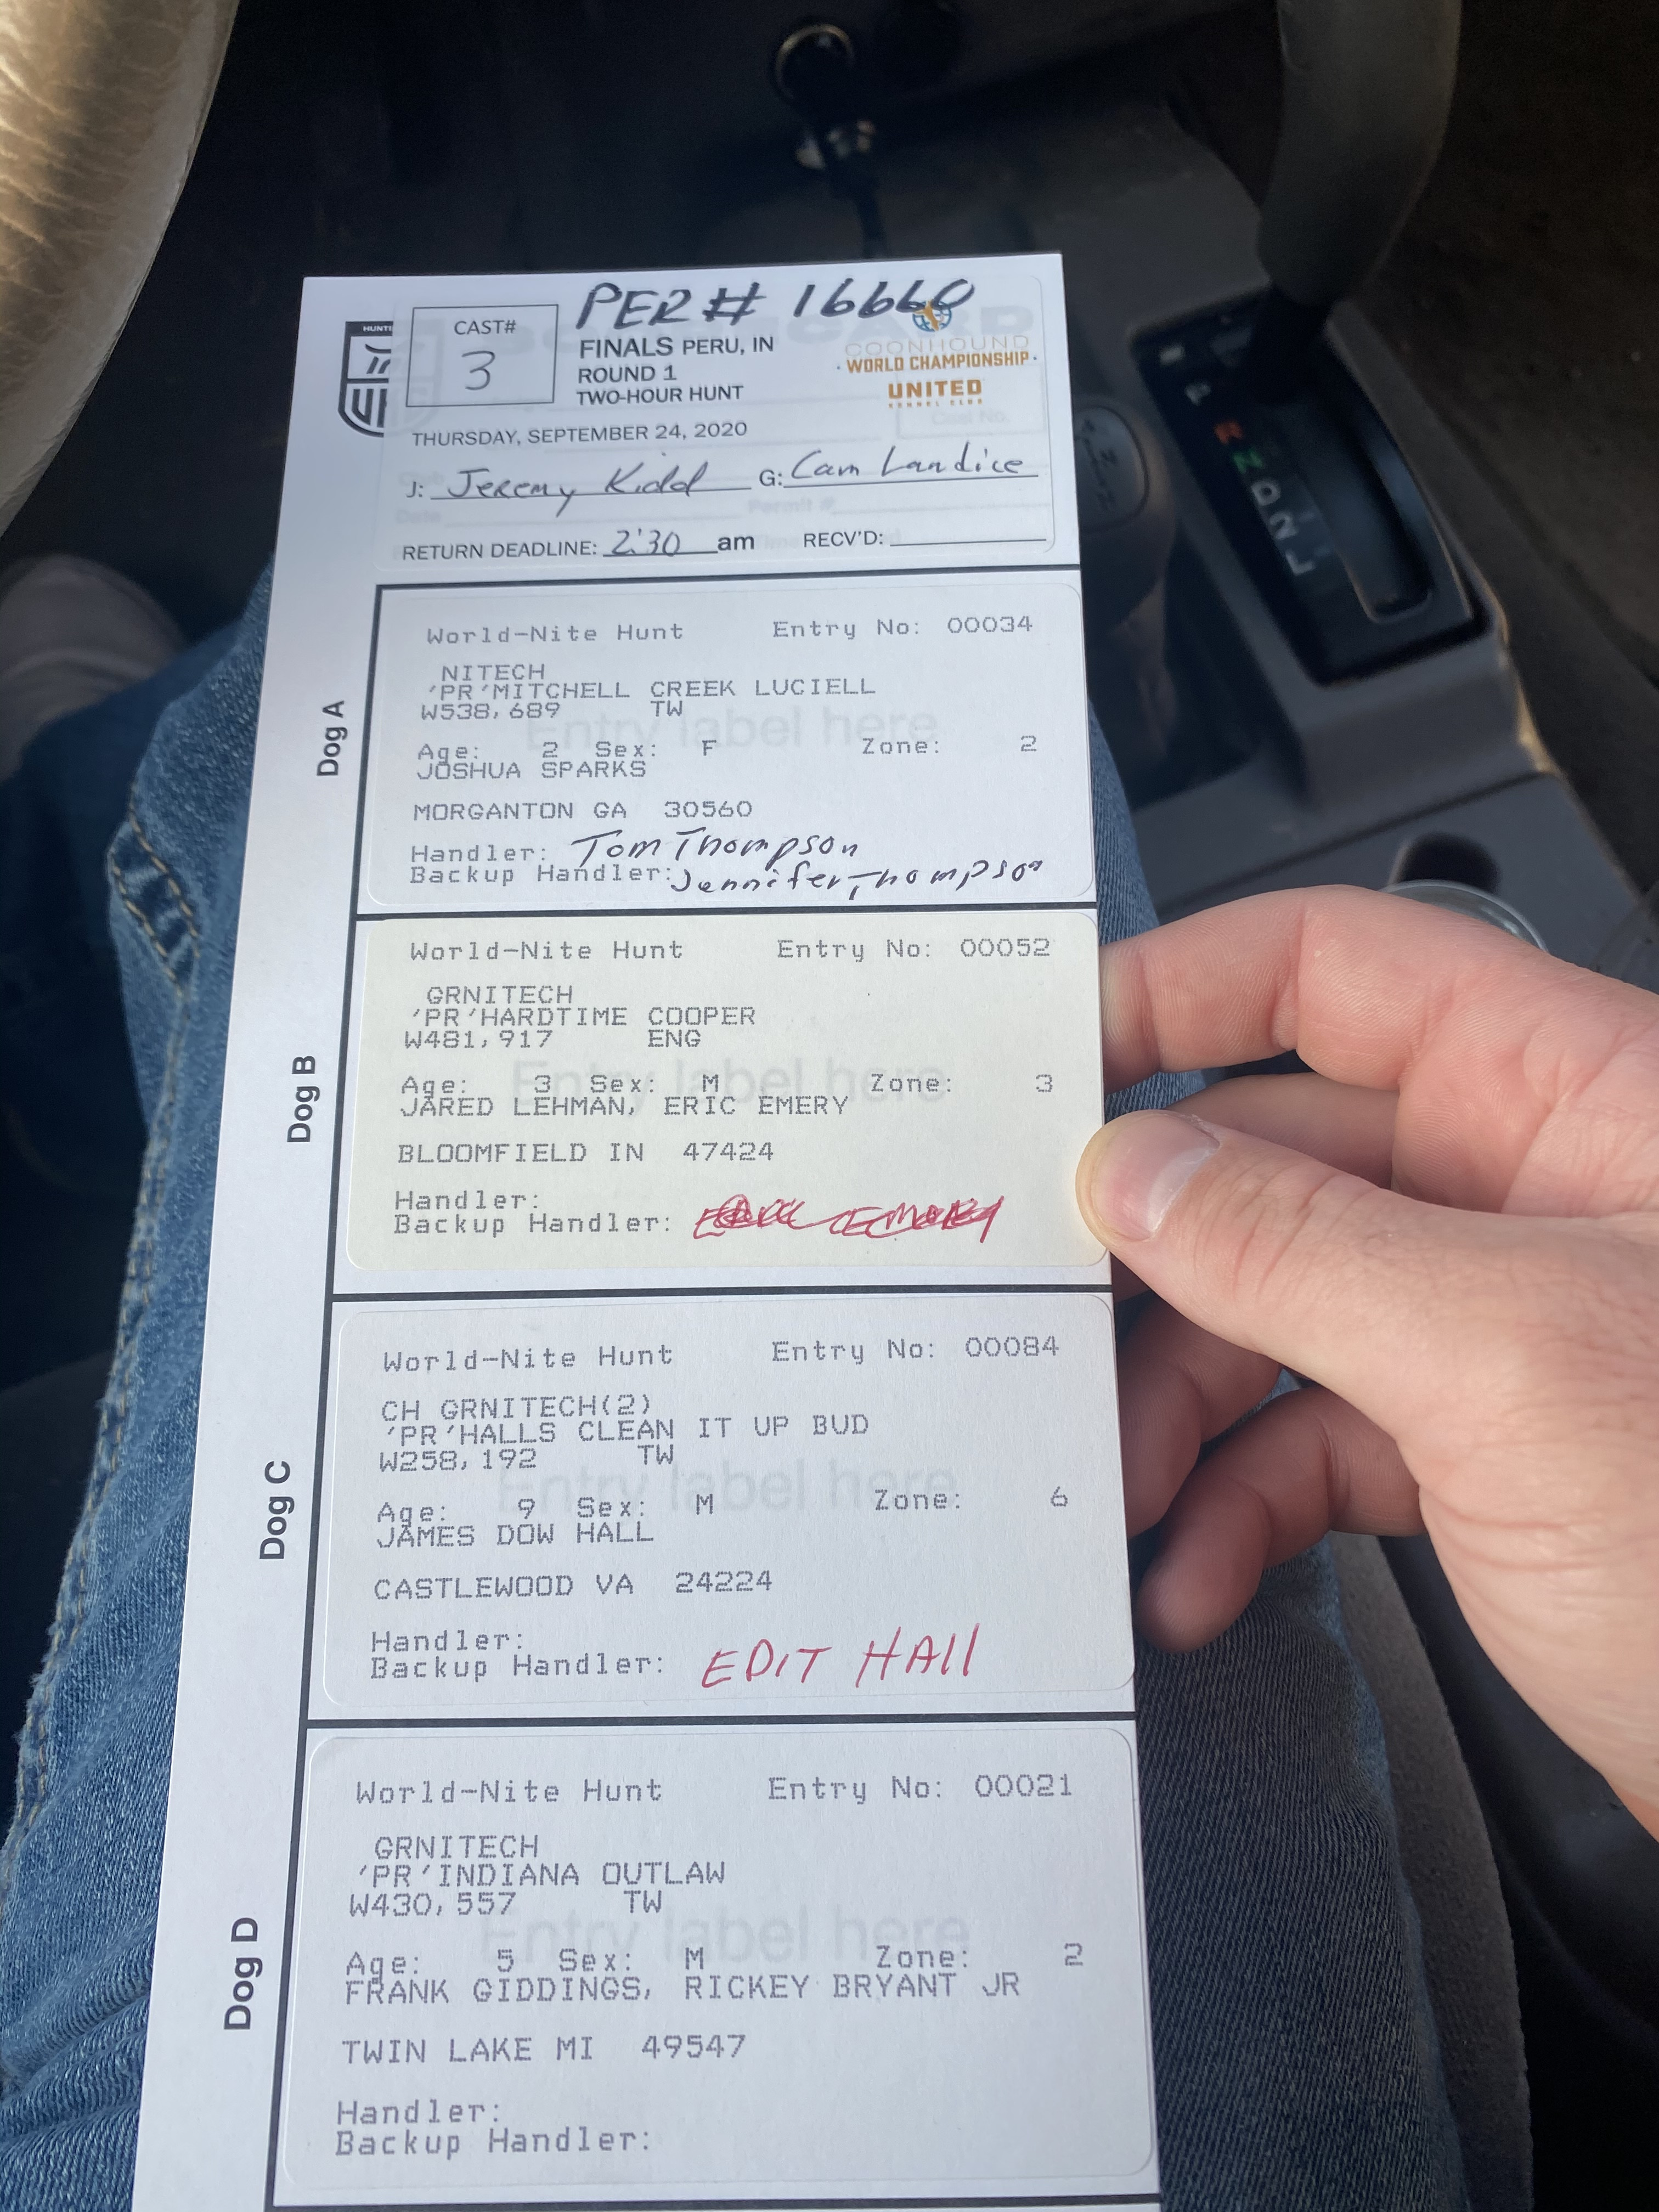 PER# 16660
HUNTE
CAST#
3
FINALS PERU, IN
ROUND 1
TWO-HOUR HUNT
COONHOUND
· WORLD CHAMPIONSHIP ·
UNITED
KENNEL CLUB
THURSDAY, SEPTEMBER 24, 2020
J: Jeremy Kidd G: Cam Landice
RETURN DEADLINE: 2:30 am RECV'D:
Dog A
World-Nite Hunt Entry No: 00034
NITECH
'PR'MITCHELL CREEK LUCIELL
W538,689 TW
Entry label here
Age: 2 Sex: F Zone: 2
JOSHUA SPARKS
MORGANTON GA 30560
Handler: Tom Thompson
Backup Handler: Jennifer Thompson
Dog B
World-Nite Hunt Entry No: 00052
GRNITECH
'PR'HARDTIME COOPER
W481,917 ENG
Entry label here
Age: 3 Sex: M Zone: 3
JARED LEHMAN, ERIC EMERY
BLOOMFIELD IN 47424
Handler:
Backup Handler:
Dog C
World-Nite Hunt Entry No: 00084
CH GRNITECH(2)
'PR'HALLS CLEAN IT UP BUD
W258,192 TW
Entry label here
Age: 9 Sex: M Zone: 6
JAMES DOW HALL
CASTLEWOOD VA 24224
Handler:
Backup Handler: EDIT HAll
Dog D
World-Nite Hunt Entry No: 00021
GRNITECH
'PR'INDIANA OUTLAW
W430,557 TW
Entry label here
Age: 5 Sex: M Zone: 2
FRANK GIDDINGS, RICKEY BRYANT JR
TWIN LAKE MI 49547
Handler:
Backup Handler:
P
R
N
D
2
L